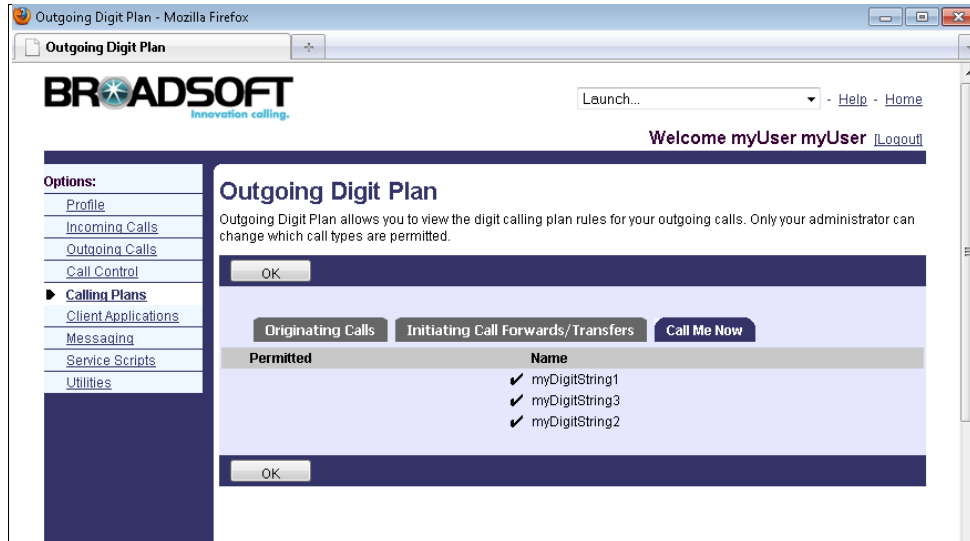 Outgoing Digit Plan - Mozilla Firefox
Outgoing Digit Plan
BROADSOFT
Innovation calling.
Launch... - Help - Home
Welcome myUser myUser [Logout]
Options:
Profile
Incoming Calls
Outgoing Calls
Call Control
Calling Plans
Client Applications
Messaging
Service Scripts
Utilities
Outgoing Digit Plan
Outgoing Digit Plan allows you to view the digit calling plan rules for your outgoing calls. Only your administrator can
change which call types are permitted.
OK
Originating Calls Initiating Call Forwards/Transfers Call Me Now
Permitted Name
✔ myDigitString1
✔ myDigitString3
✔ myDigitString2
OK